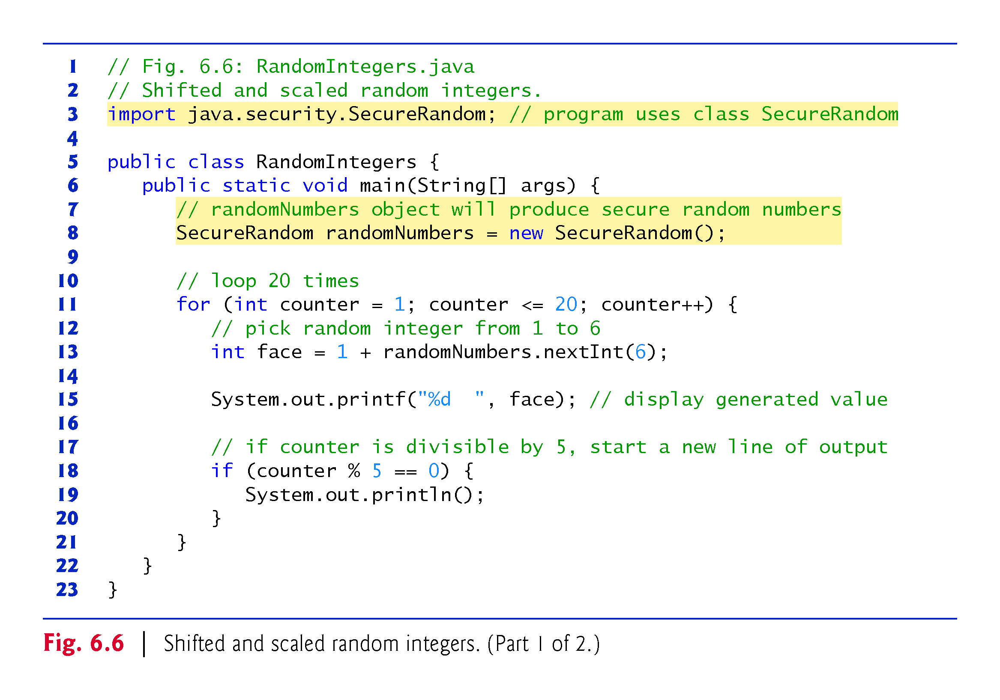 1 // Fig. 6.6: RandomIntegers.java
2 // Shifted and scaled random integers.
3 import java.security.SecureRandom; // program uses class SecureRandom
4
5 public class RandomIntegers {
6    public static void main(String[] args) {
7       // randomNumbers object will produce secure random numbers
8       SecureRandom randomNumbers = new SecureRandom();
9
10       // loop 20 times
11       for (int counter = 1; counter <= 20; counter++) {
12          // pick random integer from 1 to 6
13          int face = 1 + randomNumbers.nextInt(6);
14
15          System.out.printf("%d  ", face); // display generated value
16
17          // if counter is divisible by 5, start a new line of output
18          if (counter % 5 == 0) {
19             System.out.println();
20          }
21       }
22    }
23 }
Fig. 6.6 | Shifted and scaled random integers. (Part 1 of 2.)